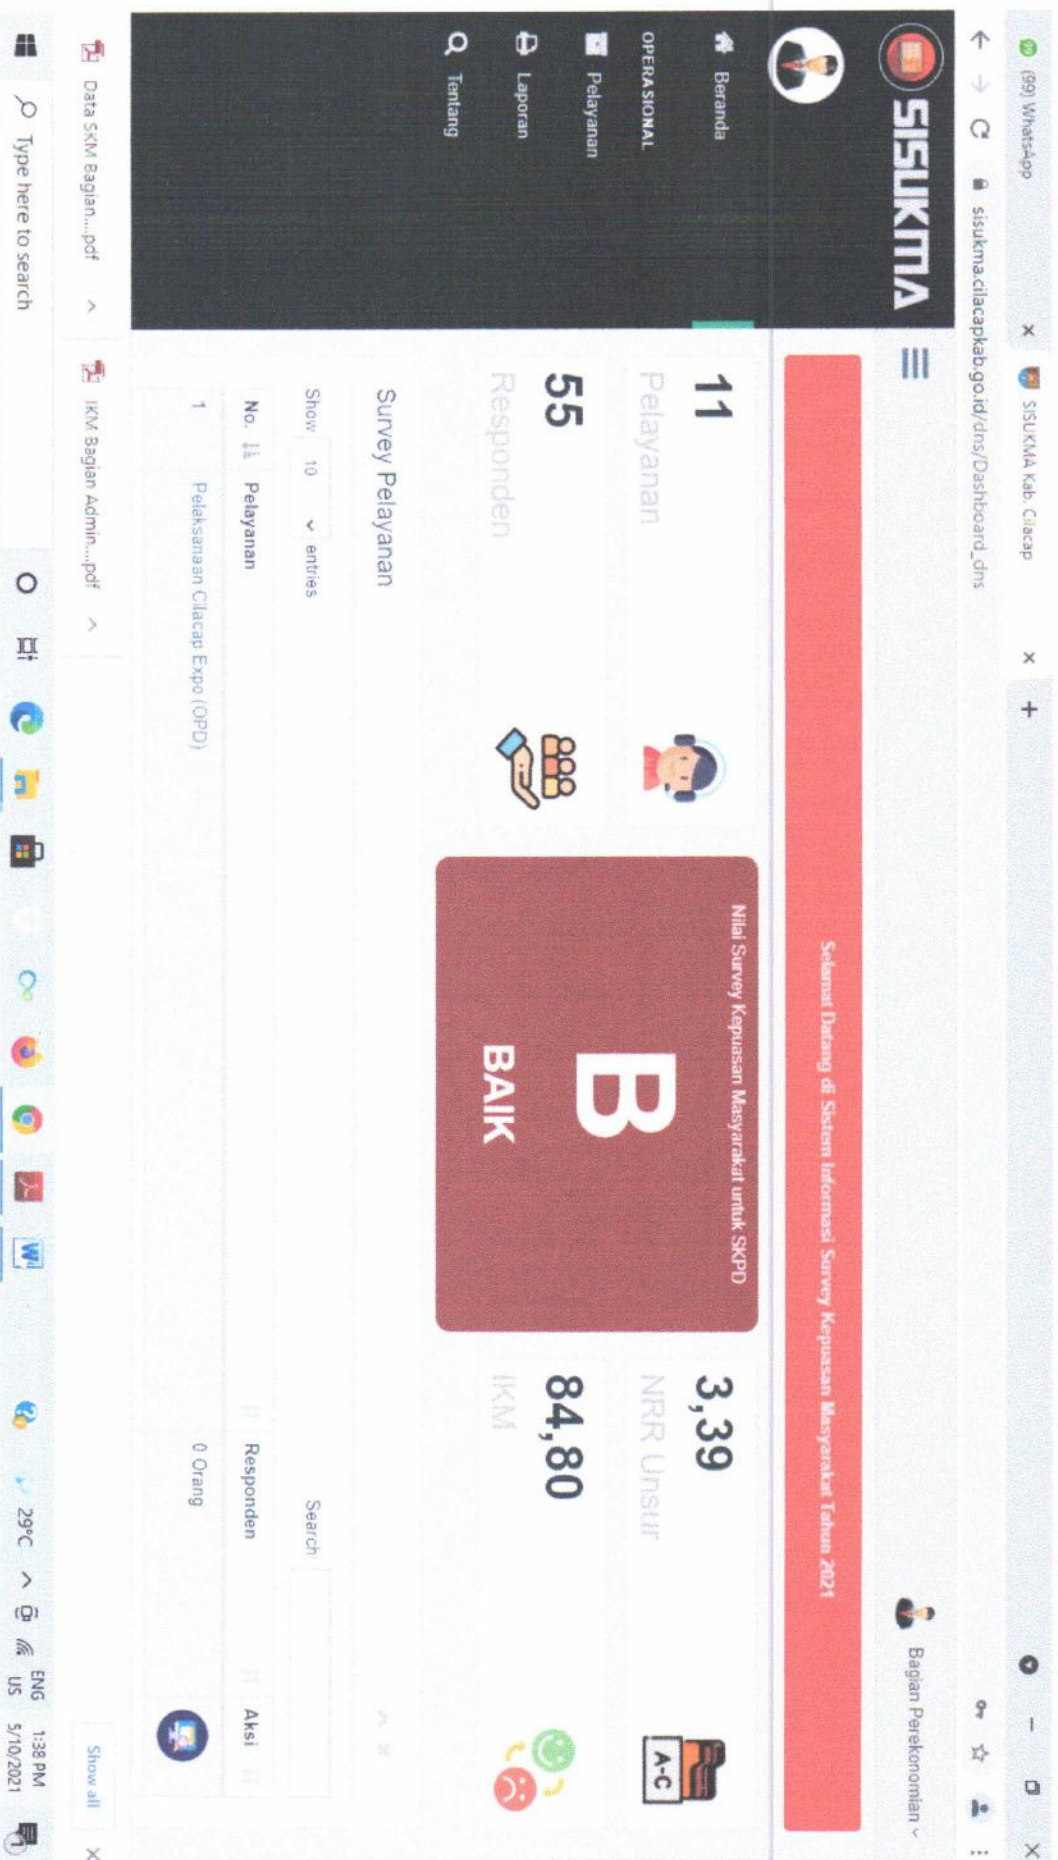 (99) WhatsApp
SISUKMA Kab. Cilacap
sisukma.cilacapkab.go.id/dns/Dashboard_dns
SISUKMA
Bagian Perekonomian
Selamat Datang di Sistem Informasi Survey Kepuasan Masyarakat Tahun 2021
Beranda
OPERASIONAL
Pelayanan
Laporan
Tentang
11
Pelayanan
55
Responden
Nilai Survey Kepuasan Masyarakat untuk SKPD
B
BAIK
3,39
NRR Unsur
A-C
84,80
IKM
Survey Pelayanan
Show 10 entries
Search
No. Pelayanan Responden Aksi
1 Pelaksanaan Cilacap Expo (OPD) 0 Orang
Data SKM Bagian....pdf
IKM Bagian Admin....pdf
Show all
Type here to search
29°C
ENG
US
1:38 PM
5/10/2021
1